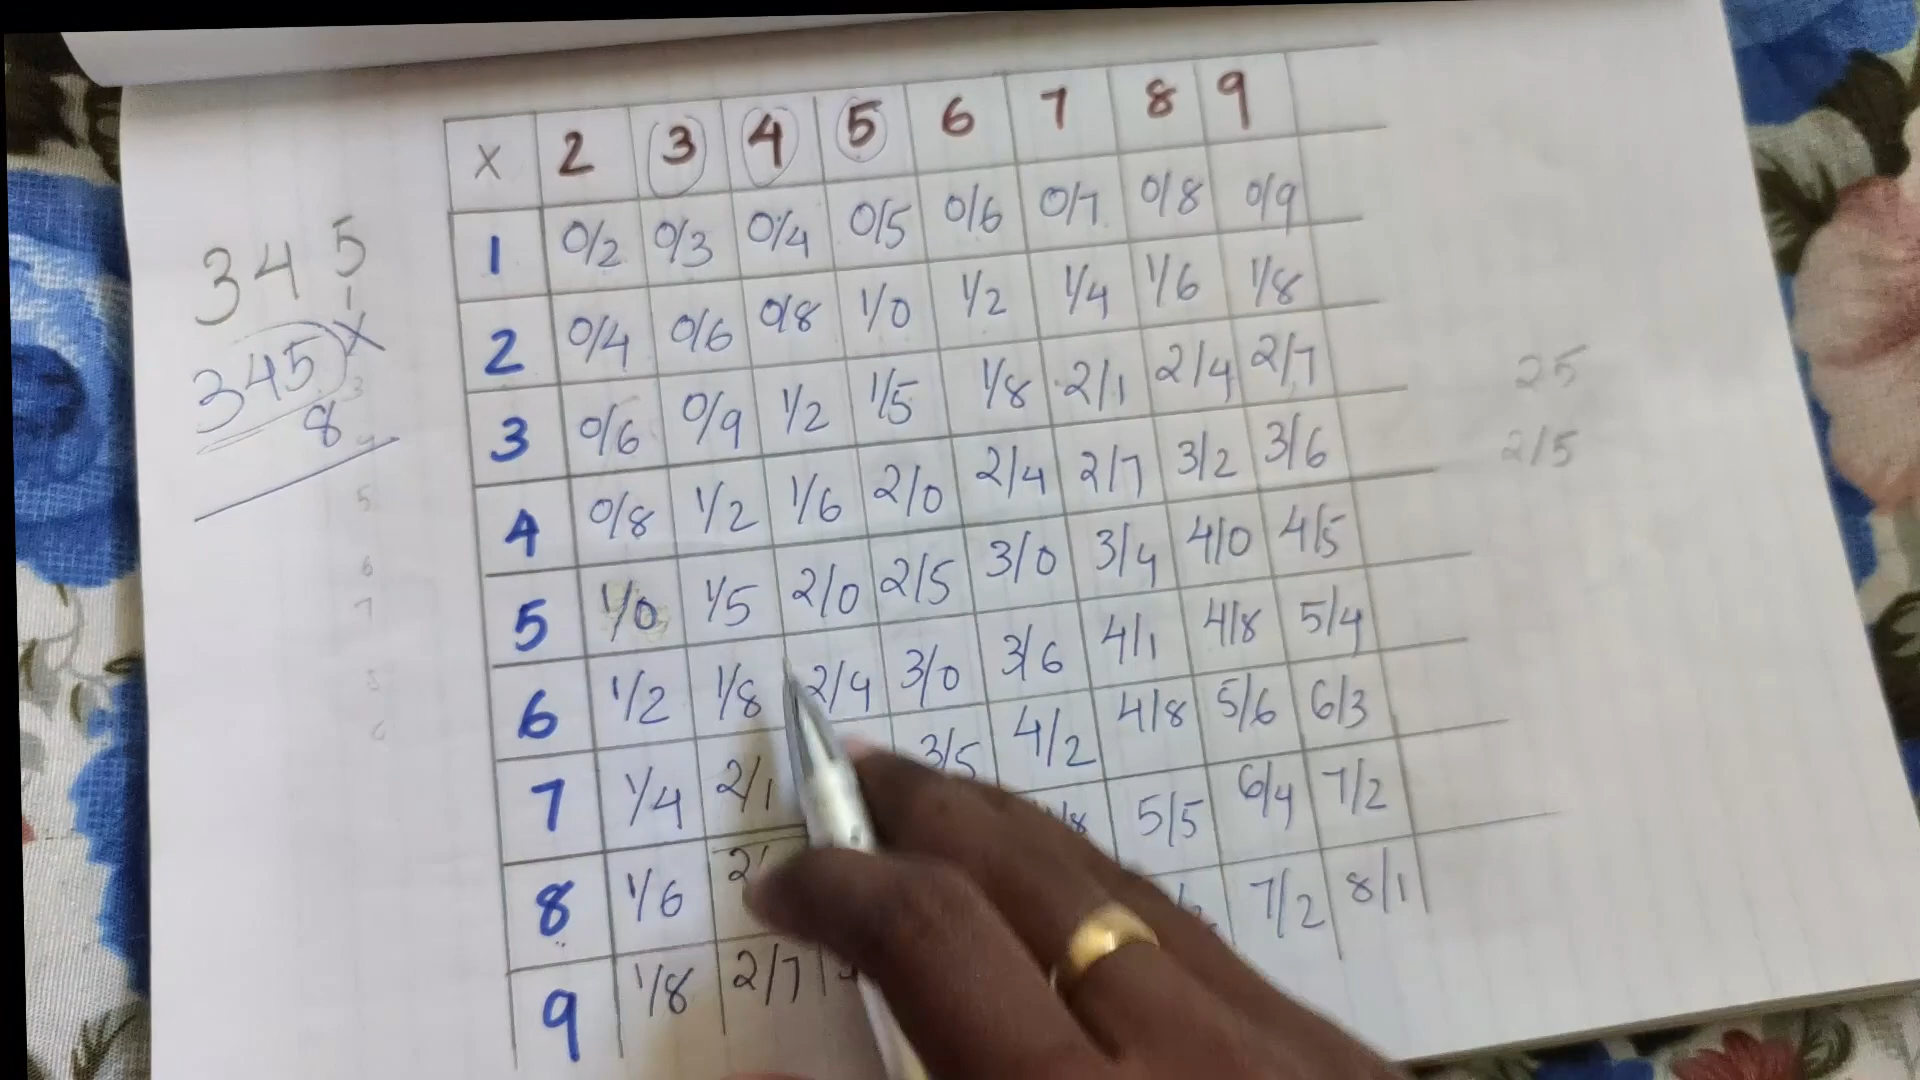 345
1
345 X
8
X 2 3 4 5 6 7 8 9
1 0/2 0/3 0/4 0/5 0/6 0/7 0/8 0/9
2 0/4 0/6 0/8 1/0 1/2 1/4 1/6 1/8
3 0/6 0/9 1/2 1/5 1/8 2/1 2/4 2/7
4 0/8 1/2 1/6 2/0 2/4 2/7 3/2 3/6
5 1/0 1/5 2/0 2/5 3/0 3/4 4/0 4/5
6 1/2 1/8 2/4 3/0 3/6 4/1 4/8 5/4
7 1/4 2/1 3/5 4/2 4/8 5/6 6/3
8 1/6 5/5 6/4 7/2
9 1/8 2/7 7/2 8/1
25
2/5